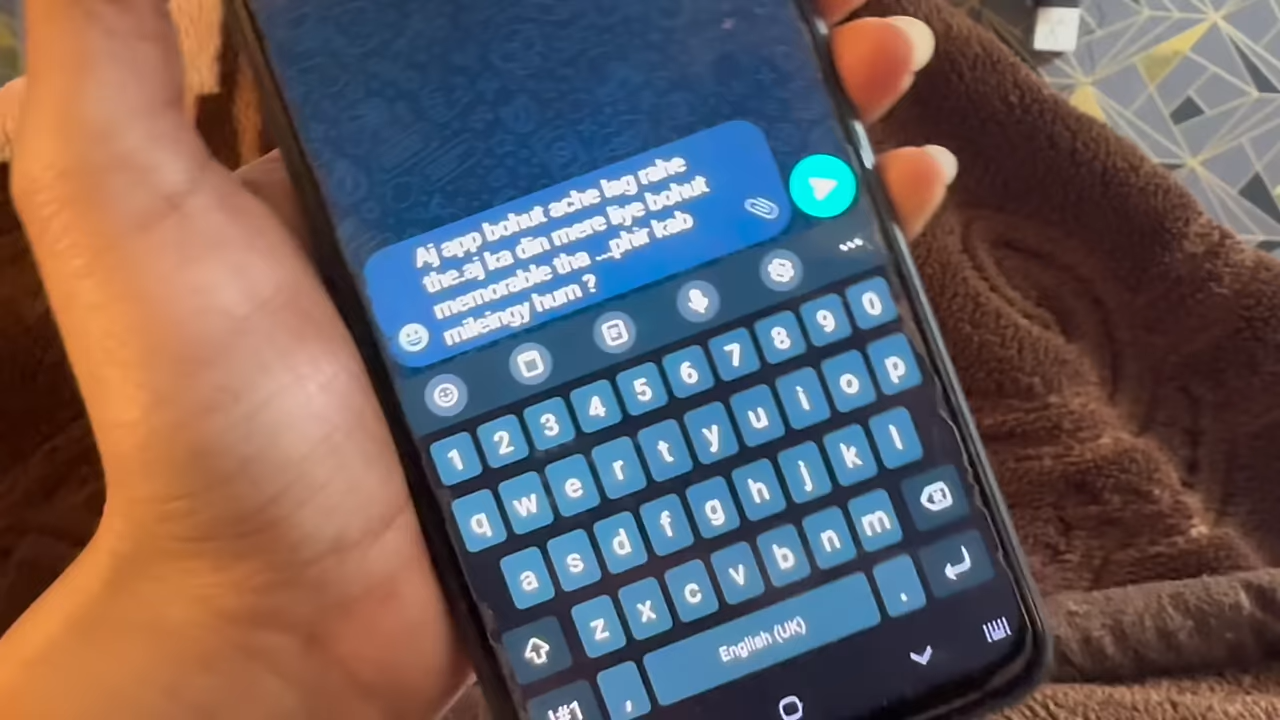 Aj app bohut ache lag rahe
the.aj ka din mere liye bohut
memorable tha ...phir kab
mileingy hum ?
1 2 3 4 5 6 7 8 9 0
q w e r t y u i o p
a s d f g h j k l
z x c v b n m
!#1 , English (UK) .